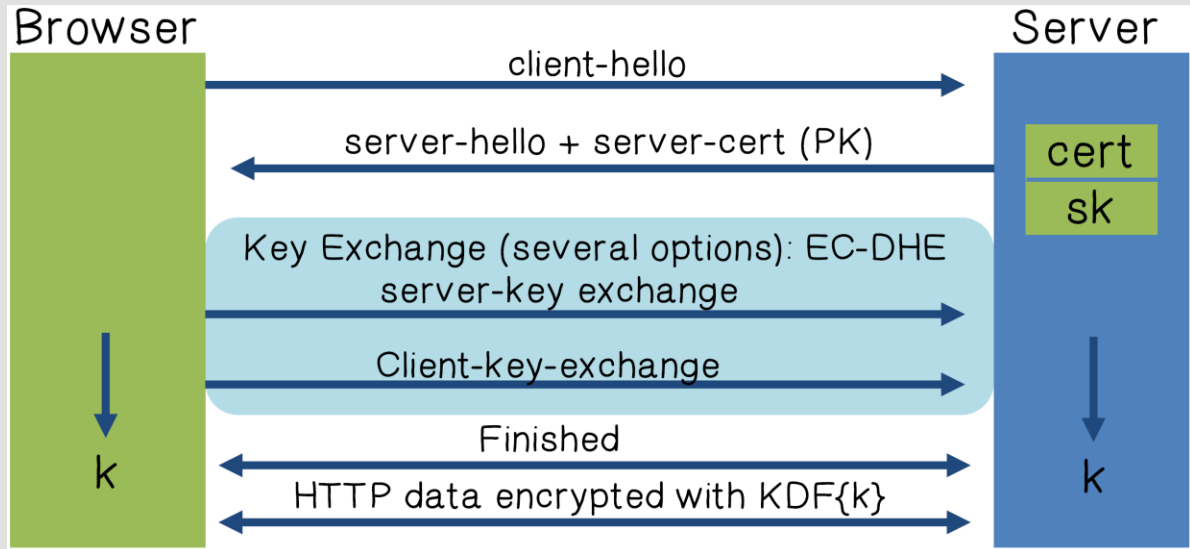 Browser
Server
client-hello
server-hello + server-cert (PK)
cert
sk
Key Exchange (several options): EC-DHE
server-key exchange
Client-key-exchange
Finished
k
k
HTTP data encrypted with KDF{k}